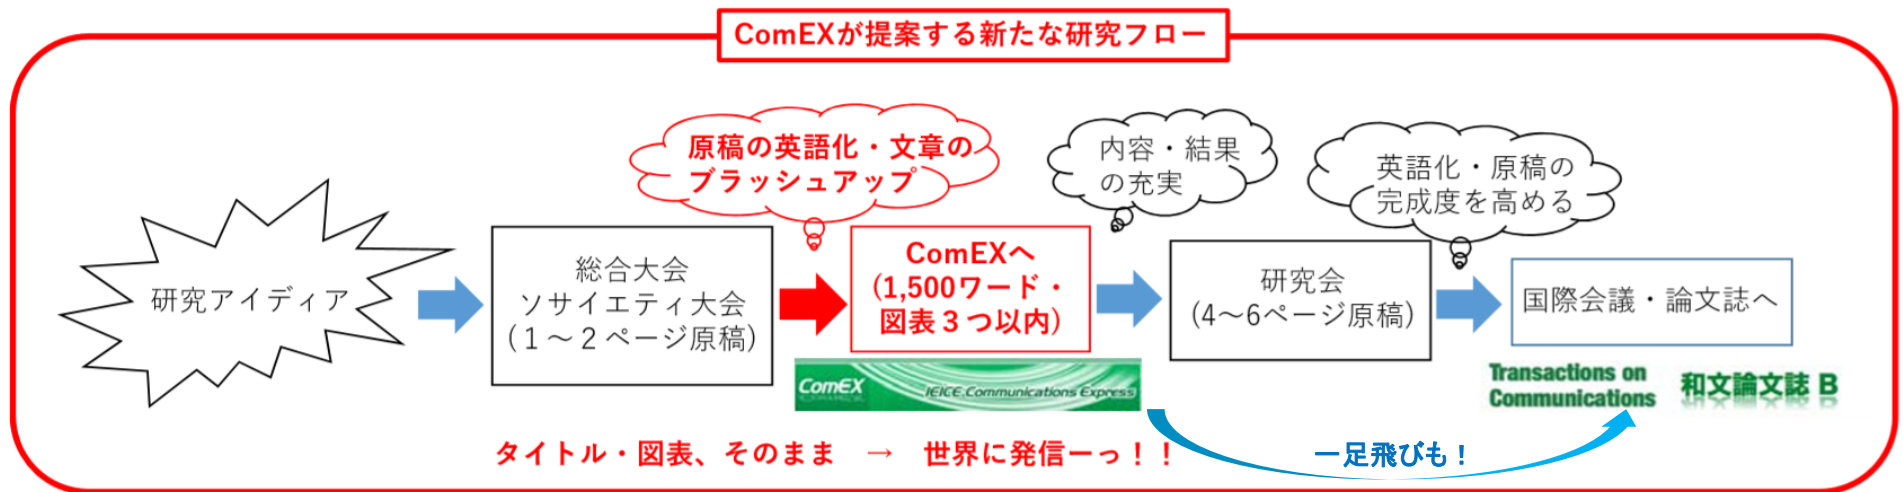 ComEXが提案する新たな研究フロー
原稿の英語化・文章の
ブラッシュアップ
内容・結果
の充実
英語化・原稿の
完成度を高める
研究アイディア
総合大会
ソサイエティ大会
(１～２ページ原稿)
ComEXへ
(1,500ワード・
図表３つ以内)
研究会
(4～6ページ原稿)
国際会議・論文誌へ
ComEX
IEICE Communications Express
Transactions on
Communications
和文論文誌 B
タイトル・図表、そのまま　→　世界に発信ーっ！！
一足飛びも！